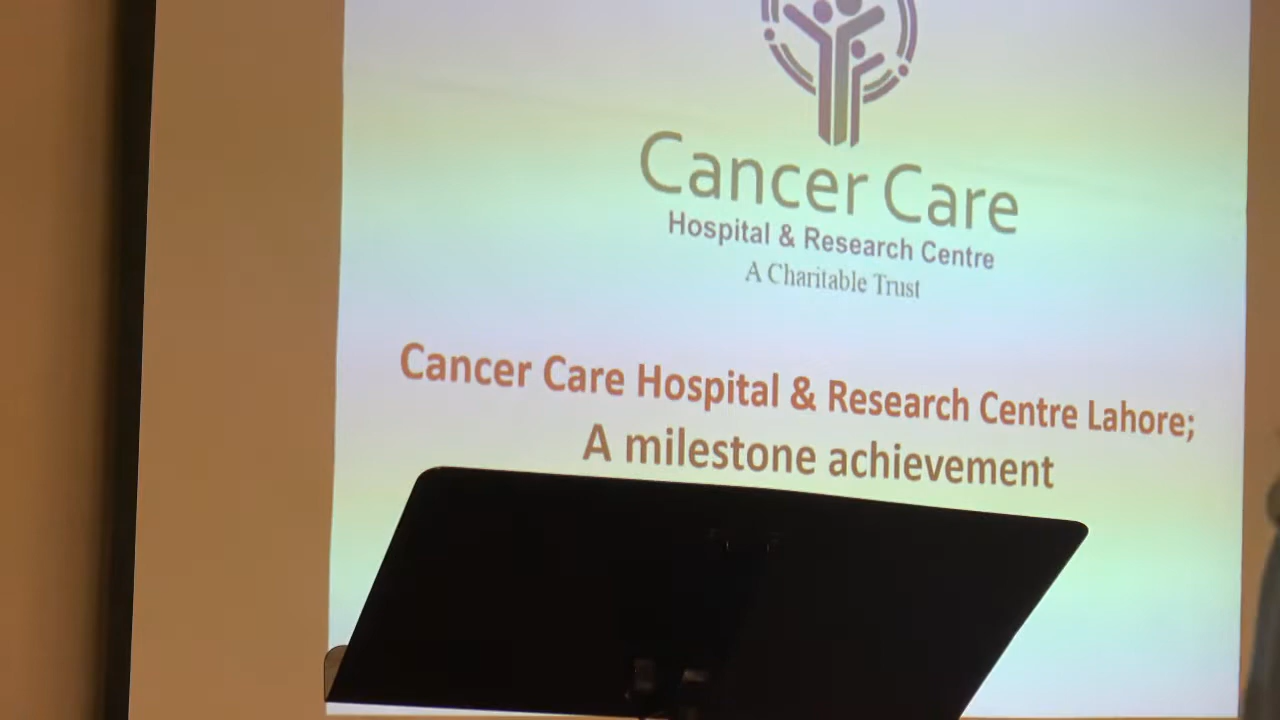 Cancer Care
Hospital & Research Centre
A Charitable Trust
Cancer Care Hospital & Research Centre Lahore;
A milestone achievement